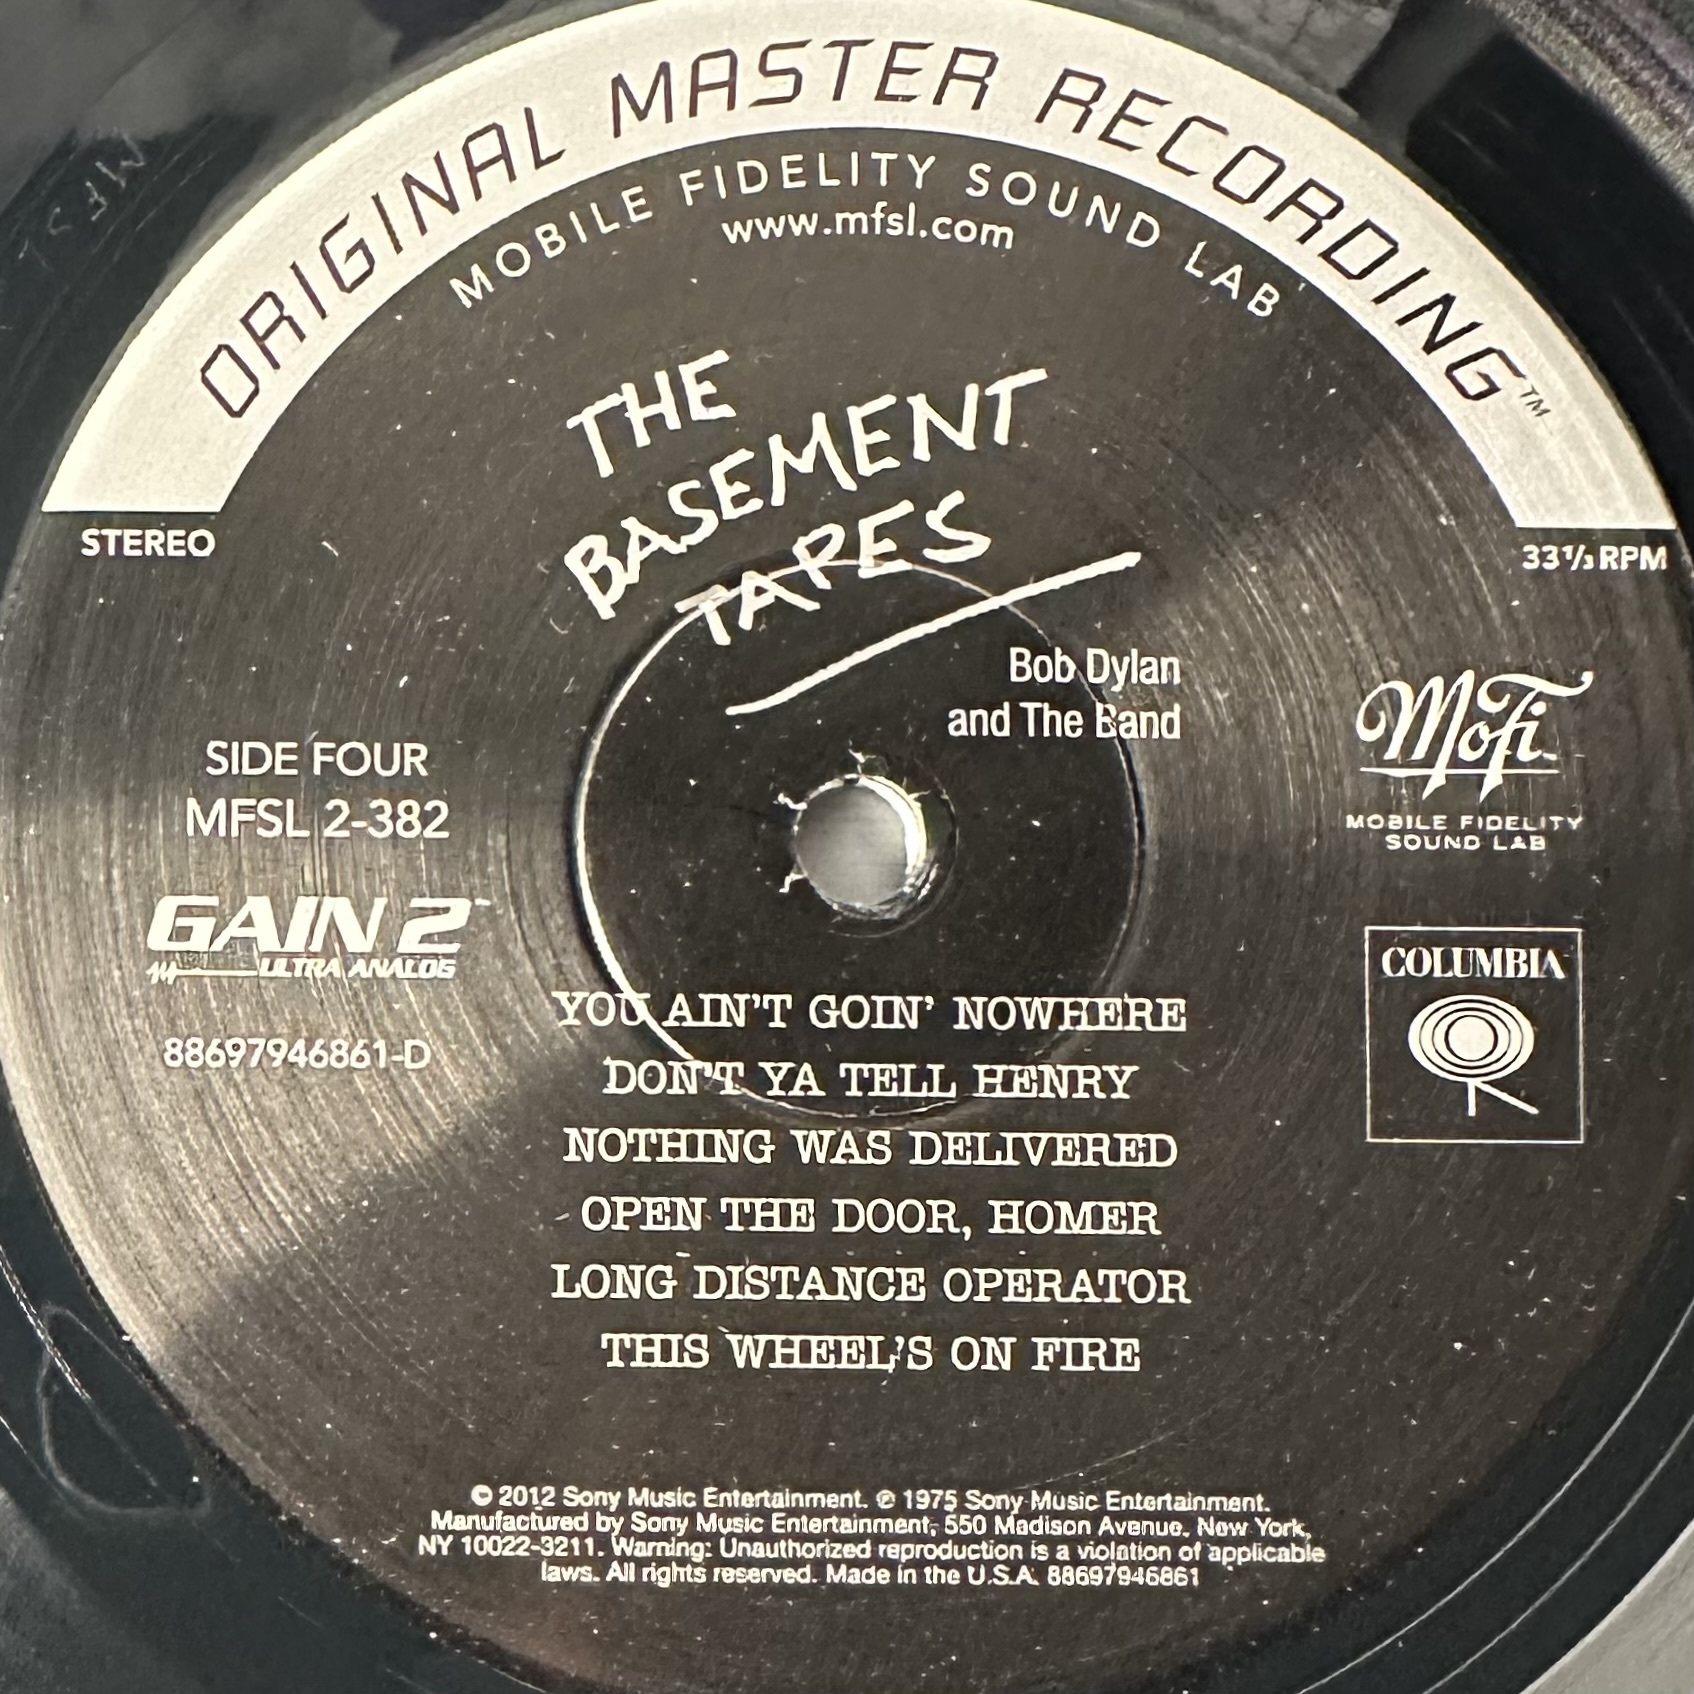 ORIGINAL MASTER RECORDING™
MOBILE FIDELITY SOUND LAB
www.mfsl.com
THE
BASEMENT
TAPES
STEREO
33⅓ RPM
Bob Dylan
and The Band
MoFi
MOBILE FIDELITY
SOUND LAB
SIDE FOUR
MFSL 2-382
GAIN 2™
ULTRA ANALOG
88697946861-D
COLUMBIA
YOU AIN'T GOIN' NOWHERE
DON'T YA TELL HENRY
NOTHING WAS DELIVERED
OPEN THE DOOR, HOMER
LONG DISTANCE OPERATOR
THIS WHEEL'S ON FIRE
© 2012 Sony Music Entertainment. ℗ 1975 Sony Music Entertainment.
Manufactured by Sony Music Entertainment, 550 Madison Avenue, New York,
NY 10022-3211. Warning: Unauthorized reproduction is a violation of applicable
laws. All rights reserved. Made in the U.S.A. 88697946861